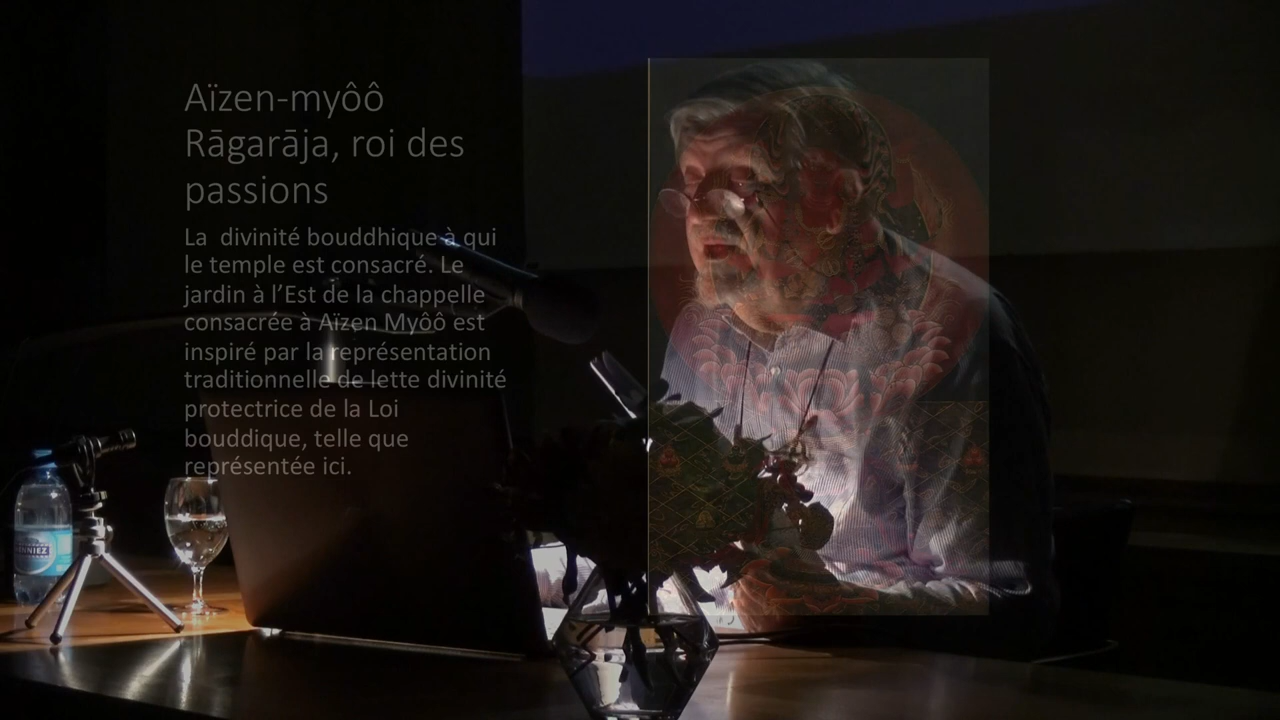 Aïzen-myôô
Rāgarāja, roi des
passions
La  divinité bouddhique à qui
le temple est consacré. Le
jardin à l’Est de la chappelle
consacrée à Aïzen Myôô est
inspiré par la représentation
traditionnelle de lette divinité
protectrice de la Loi
bouddique, telle que
représentée ici.
HENNIEZ